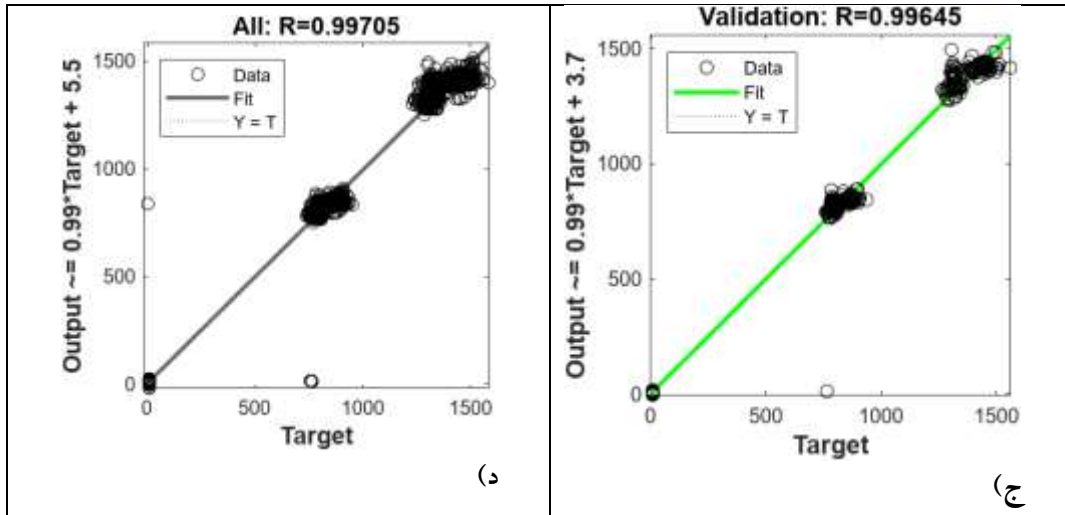 All: R=0.99705
Output ~= 0.99*Target + 5.5
1500
1000
500
0
Data
Fit
Y = T
0
500
1000
1500
Target
د)
Validation: R=0.99645
Output ~= 0.99*Target + 3.7
1500
1000
500
0
Data
Fit
Y = T
0
500
1000
1500
Target
ج)